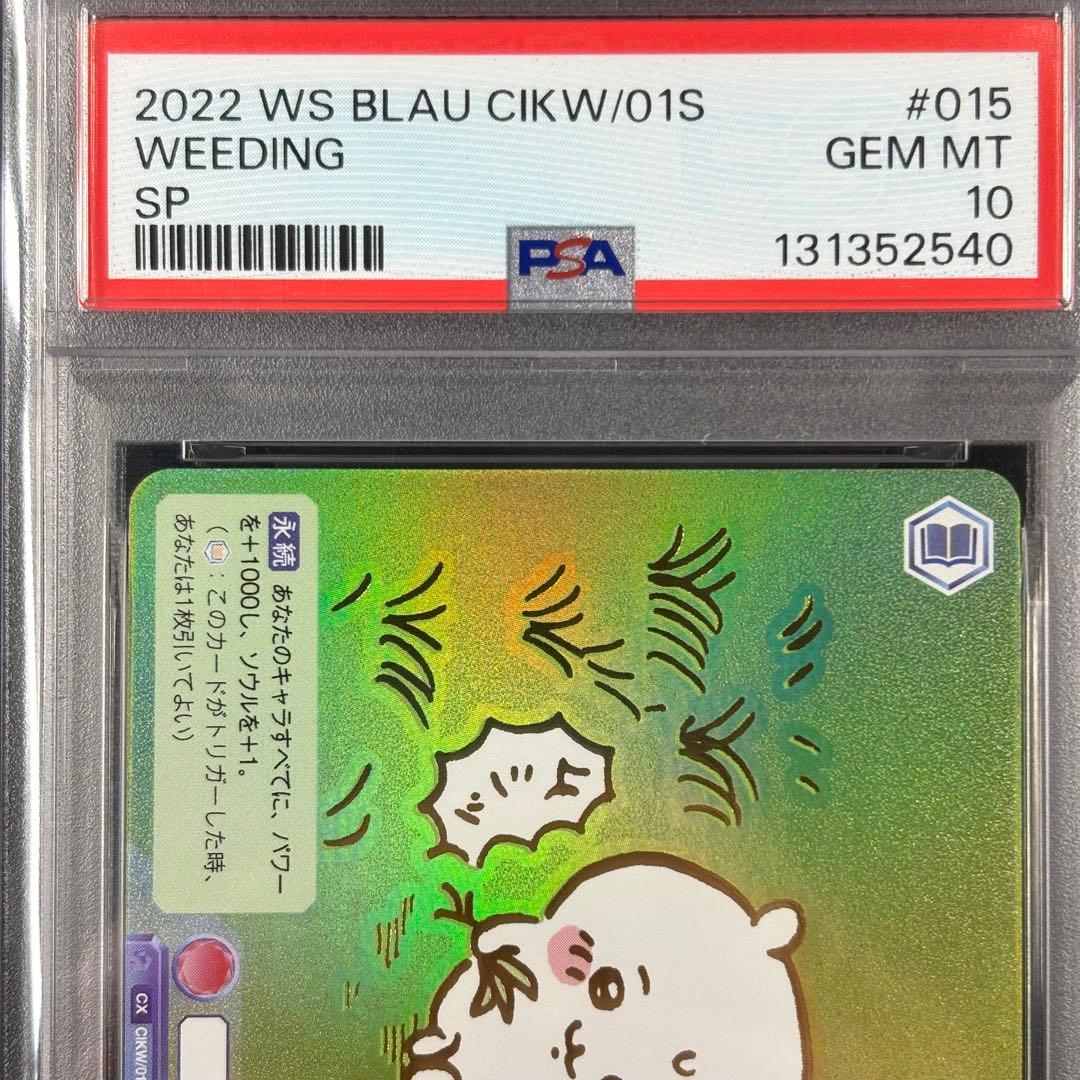 2022 WS BLAU CIKW/01S
#015
WEEDING
GEM MT
SP
10
PSA
131352540
永続 あなたのキャラすべてに、パワー
を+1000し、ソウルを+1。
( : このカードがトリガーした時、
あなたは1枚引いてよい)
CX